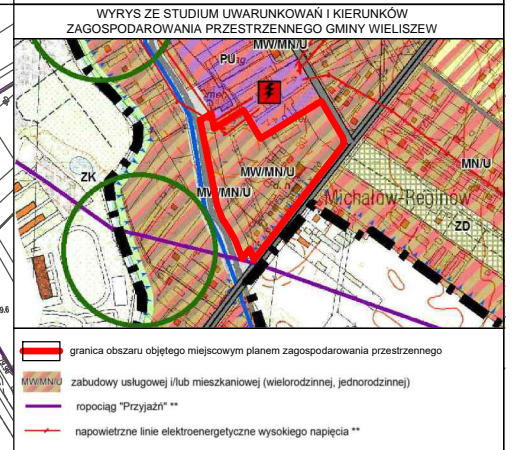 WYRYS ZE STUDIUM UWARUNKOWAŃ I KIERUNKÓW
ZAGOSPODAROWANIA PRZESTRZENNEGO GMINY WIELISZEW
MW/MN/U
PU
ZK
MW/MN/U
MW/MN/U
MN/U
Michałów-Reginów
ZD
granica obszaru objętego miejscowym planem zagospodarowania przestrzennego
MW/MN/U zabudowy usługowej i/lub mieszkaniowej (wielorodzinnej, jednorodzinnej)
ropociąg "Przyjaźń" **
napowietrzne linie elektroenergetyczne wysokiego napięcia **